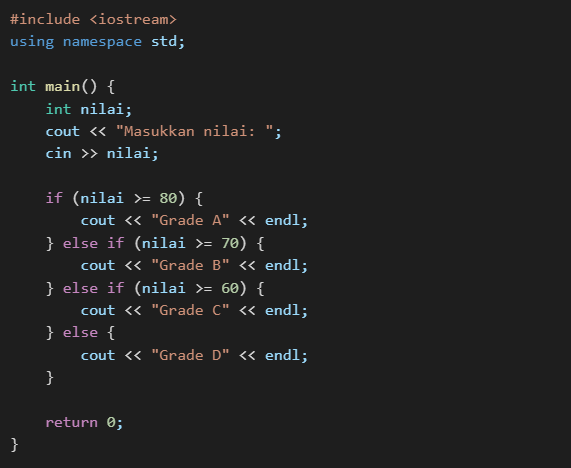 #include <iostream>
using namespace std;
int main() {
    int nilai;
    cout << "Masukkan nilai: ";
    cin >> nilai;
    if (nilai >= 80) {
        cout << "Grade A" << endl;
    } else if (nilai >= 70) {
        cout << "Grade B" << endl;
    } else if (nilai >= 60) {
        cout << "Grade C" << endl;
    } else {
        cout << "Grade D" << endl;
    }
    return 0;
}